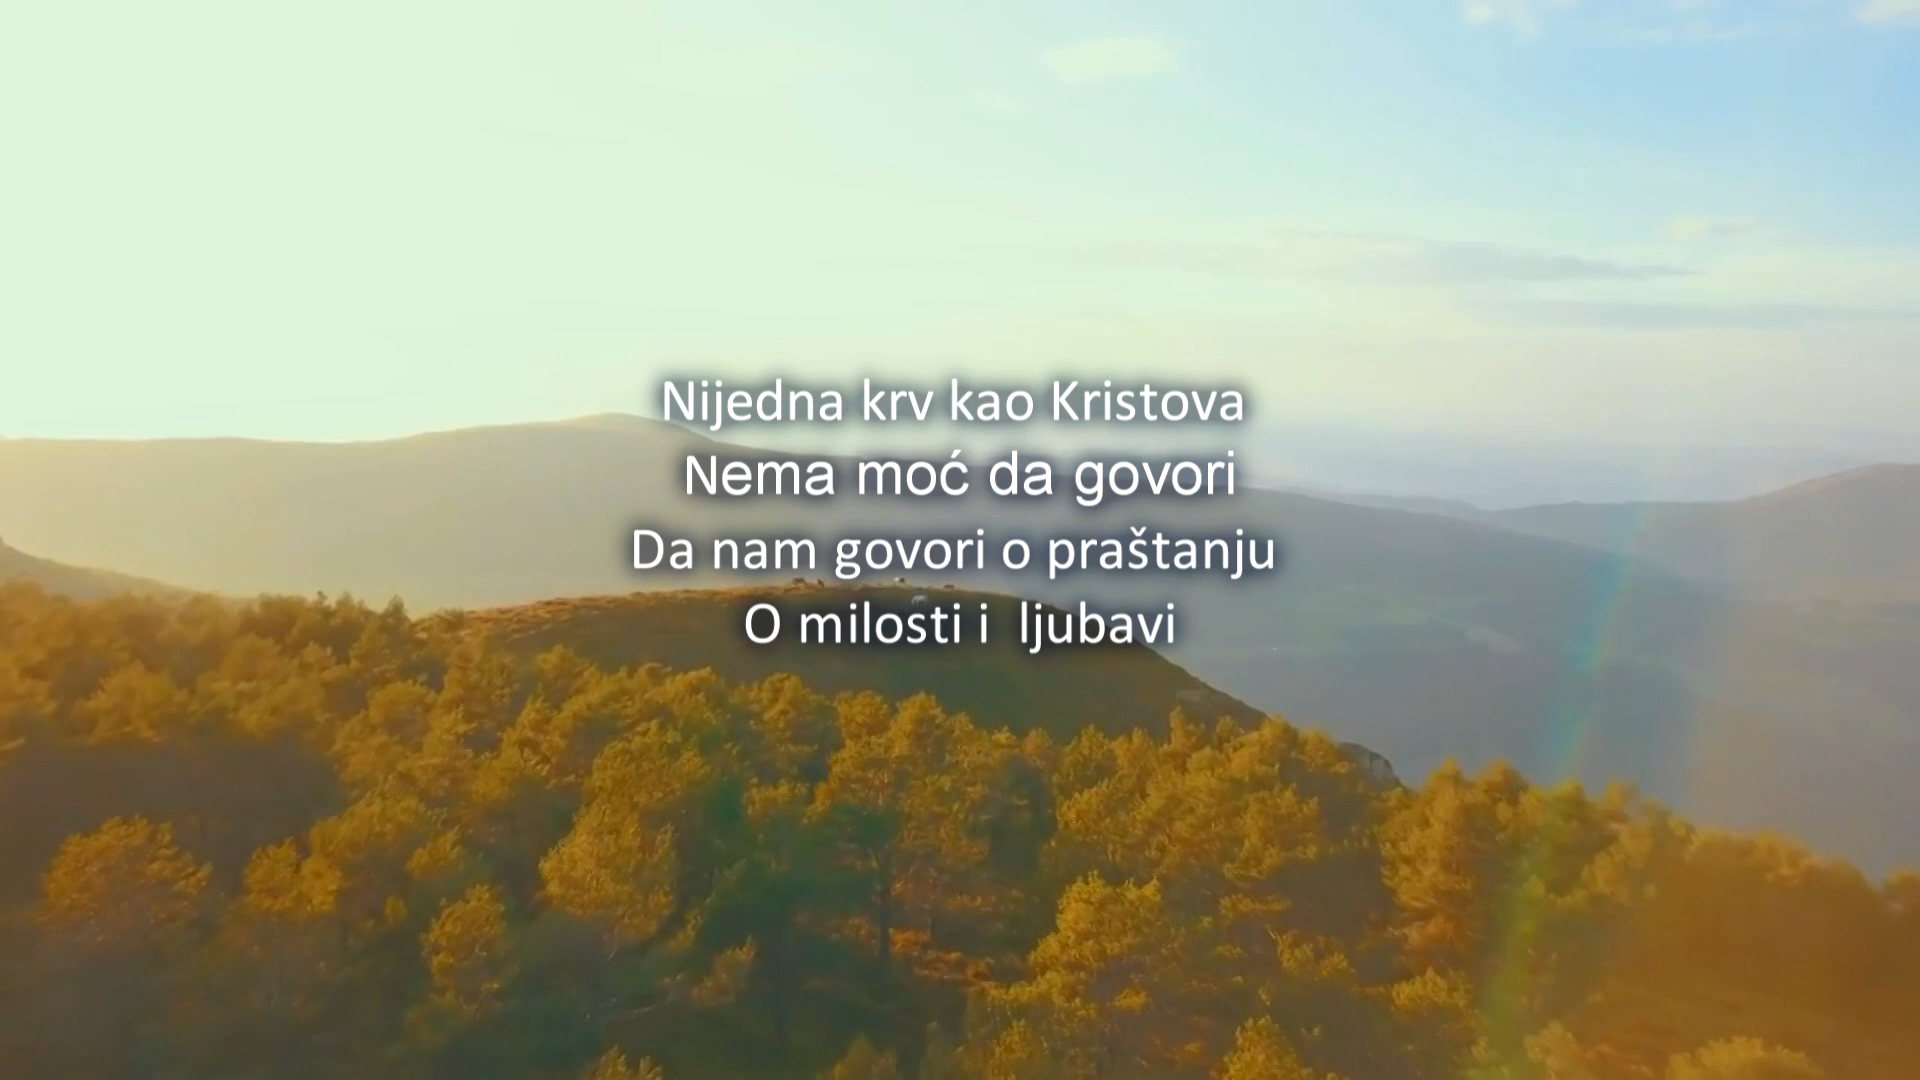 Nijedna krv kao Kristova
Nema moć da govori
Da nam govori o praštanju
O milosti i  ljubavi